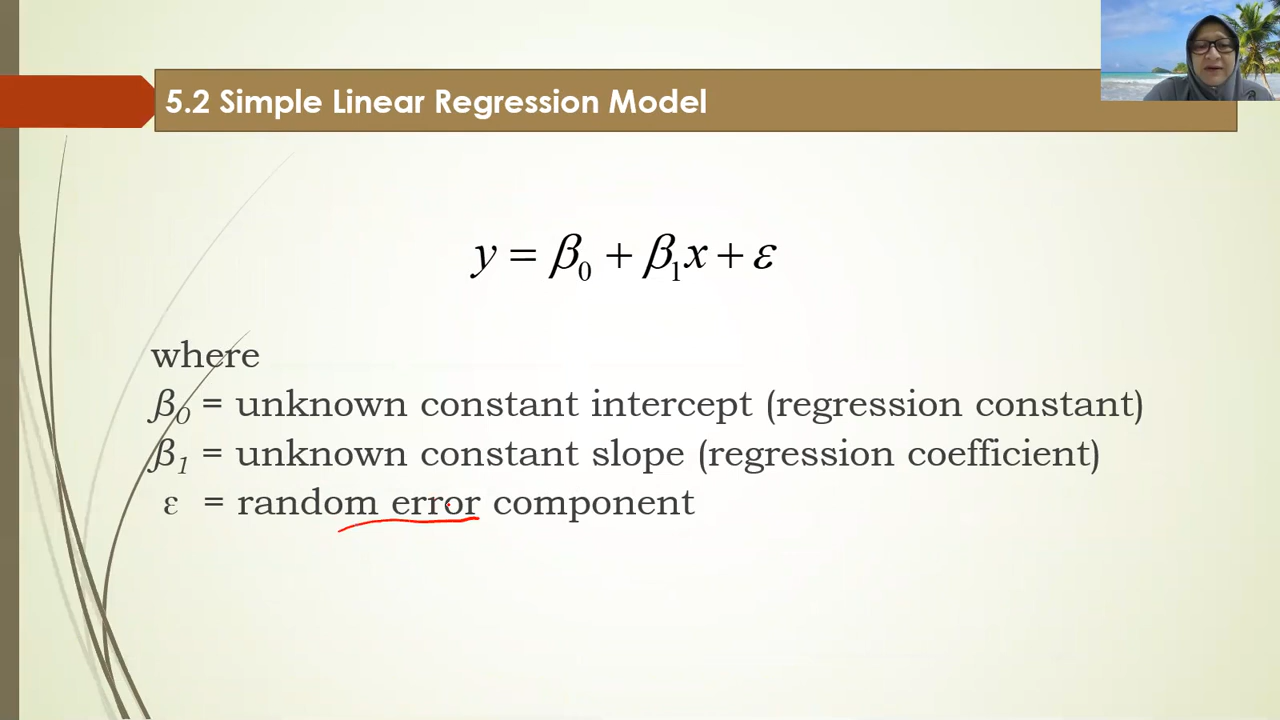 5.2 Simple Linear Regression Model
y = β₀ + β₁x + ε
where
β₀ = unknown constant intercept (regression constant)
β₁ = unknown constant slope (regression coefficient)
ε = random error component